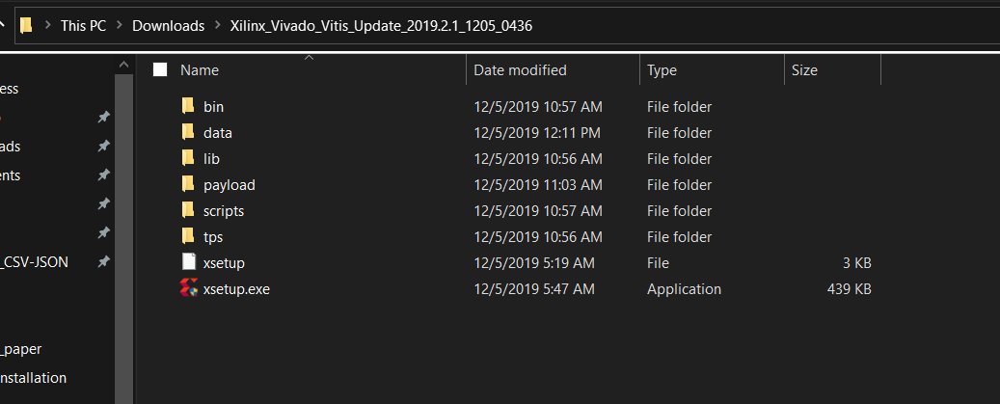 This PC > Downloads > Xilinx_Vivado_Vitis_Update_2019.2.1_1205_0436
Name Date modified Type Size
ess
bin 12/5/2019 10:57 AM File folder
data 12/5/2019 12:11 PM File folder
ads
lib 12/5/2019 10:56 AM File folder
ents
payload 12/5/2019 11:03 AM File folder
scripts 12/5/2019 10:57 AM File folder
tps 12/5/2019 10:56 AM File folder
_CSV-JSON
xsetup 12/5/2019 5:19 AM File 3 KB
xsetup.exe 12/5/2019 5:47 AM Application 439 KB
_paper
nstallation